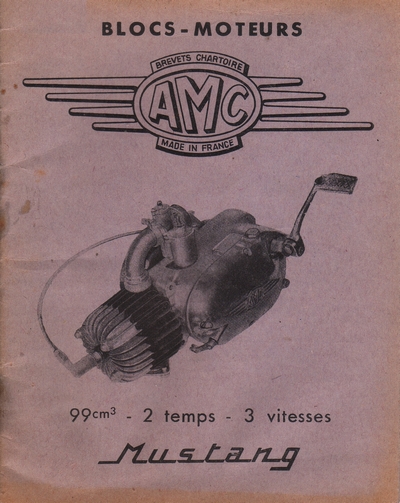 BLOCS-MOTEURS
BREVETS CHARTOIRE
AMC
MADE IN FRANCE
99cm³ - 2 temps - 3 vitesses
Mustang